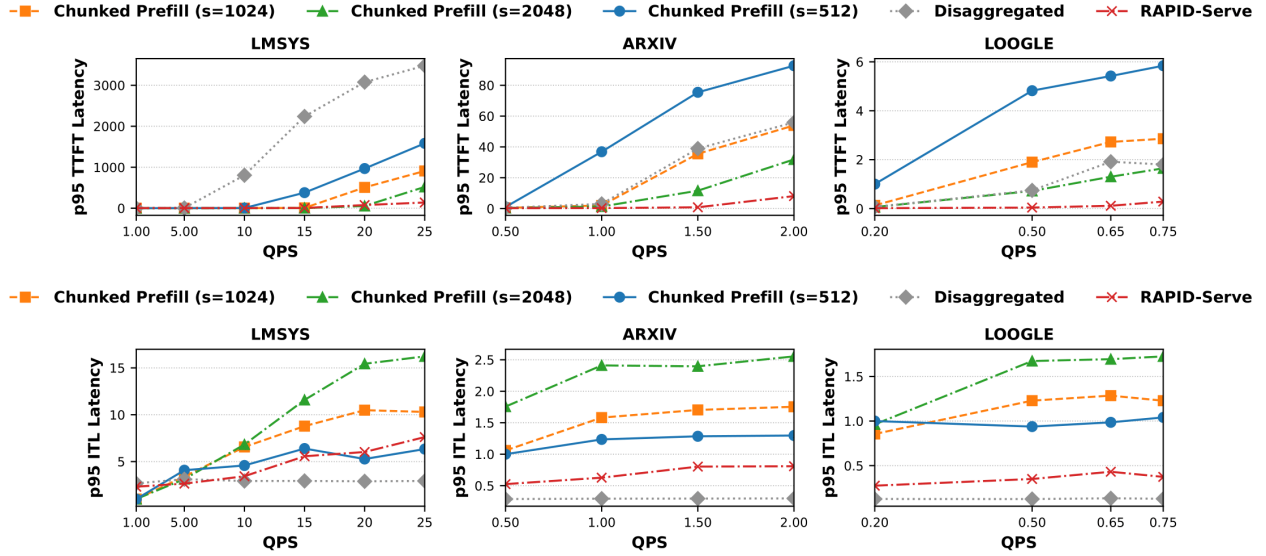 Chunked Prefill (s=1024) Chunked Prefill (s=2048) Chunked Prefill (s=512) Disaggregated RAPID-Serve
LMSYS ARXIV LOOGLE
p95 TTFT Latency
3000
2000
1000
0
1.00 5.00 10 15 20 25
QPS
p95 TTFT Latency
80
60
40
20
0
0.50 1.00 1.50 2.00
QPS
p95 TTFT Latency
6
4
2
0
0.20 0.50 0.65 0.75
QPS
Chunked Prefill (s=1024) Chunked Prefill (s=2048) Chunked Prefill (s=512) Disaggregated RAPID-Serve
LMSYS ARXIV LOOGLE
p95 ITL Latency
15
10
5
1.00 5.00 10 15 20 25
QPS
p95 ITL Latency
2.5
2.0
1.5
1.0
0.5
0.50 1.00 1.50 2.00
QPS
p95 ITL Latency
1.5
1.0
0.5
0.20 0.50 0.65 0.75
QPS